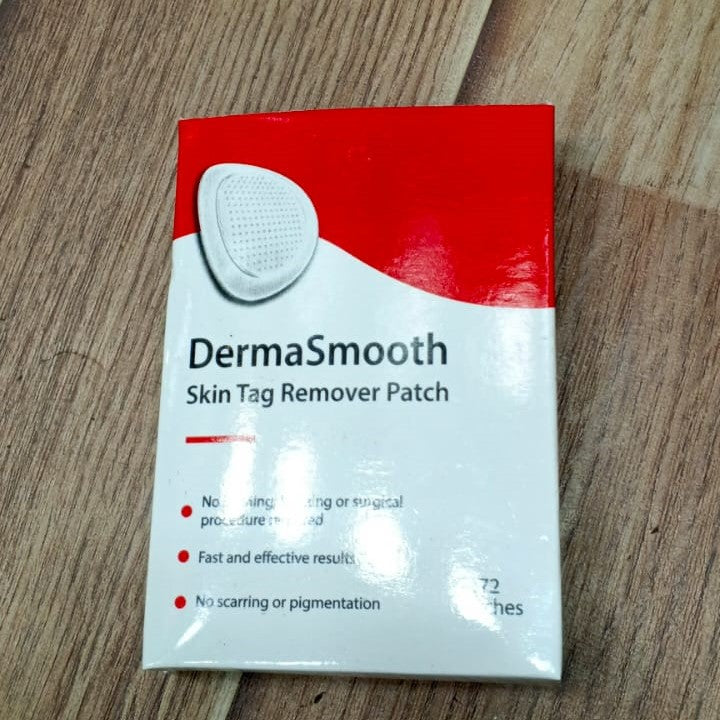 DermaSmooth
Skin Tag Remover Patch
No or surgical
procedure
Fast and effective results
No scarring or pigmentation
72